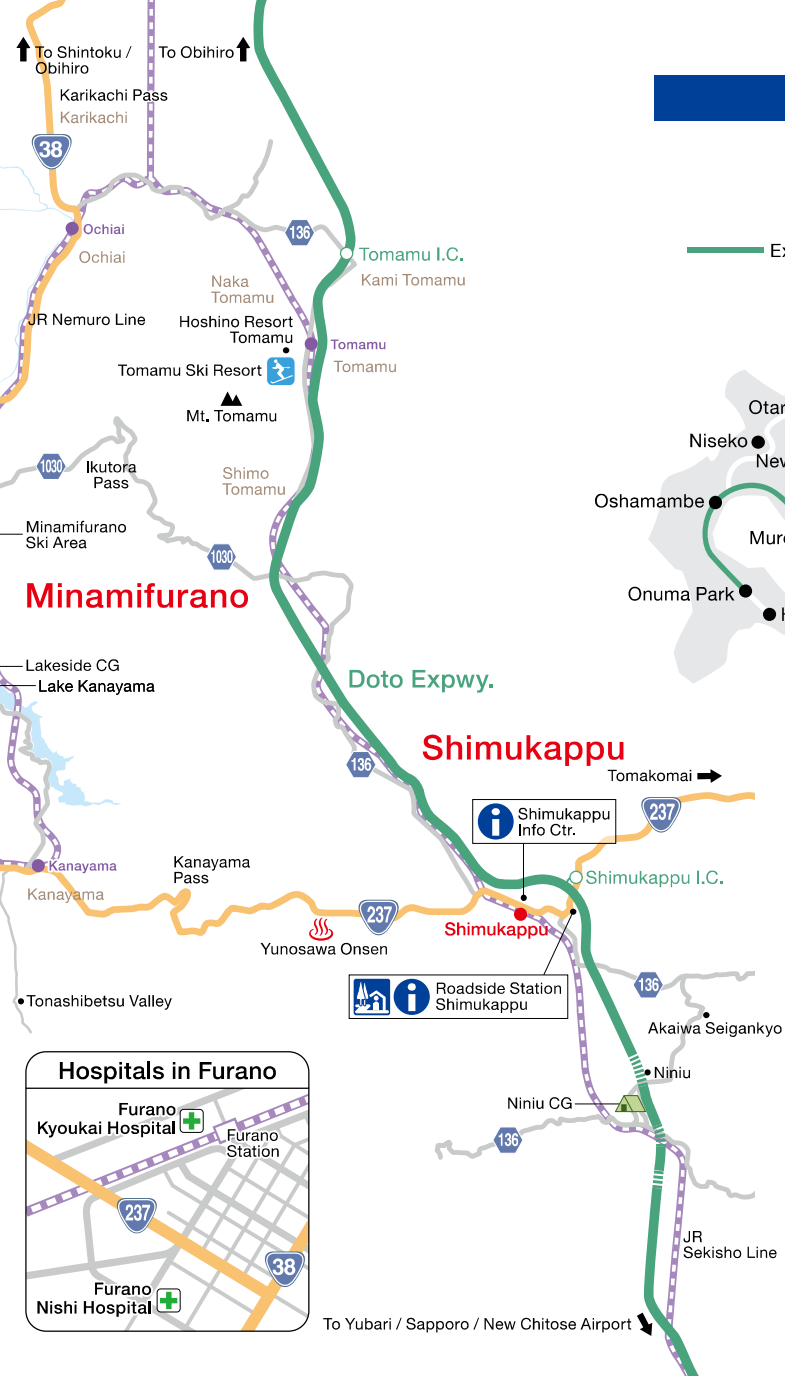 To Shintoku /
Obihiro
To Obihiro
Karikachi Pass
Karikachi
38
Ochiai
Ochiai
136
Tomamu I.C.
Kami Tomamu
Naka
Tomamu
JR Nemuro Line
Hoshino Resort
Tomamu
Tomamu
Tomamu Ski Resort
Tomamu
Mt. Tomamu
1030
Ikutora
Pass
Shimo
Tomamu
Minamifurano
Ski Area
1030
Minamifurano
Niseko
Oshamambe
Onuma Park
Lakeside CG
Lake Kanayama
Doto Expwy.
Shimukappu
136
Tomakomai
Shimukappu
Info Ctr.
237
Kanayama
Kanayama
Kanayama
Pass
Shimukappu I.C.
237
Shimukappu
Yunosawa Onsen
Roadside Station
Shimukappu
136
Tonashibetsu Valley
Akaiwa Seigankyo
Niniu
Niniu CG
136
Hospitals in Furano
Furano
Kyoukai Hospital
Furano
Station
237
38
Furano
Nishi Hospital
JR
Sekisho Line
To Yubari / Sapporo / New Chitose Airport